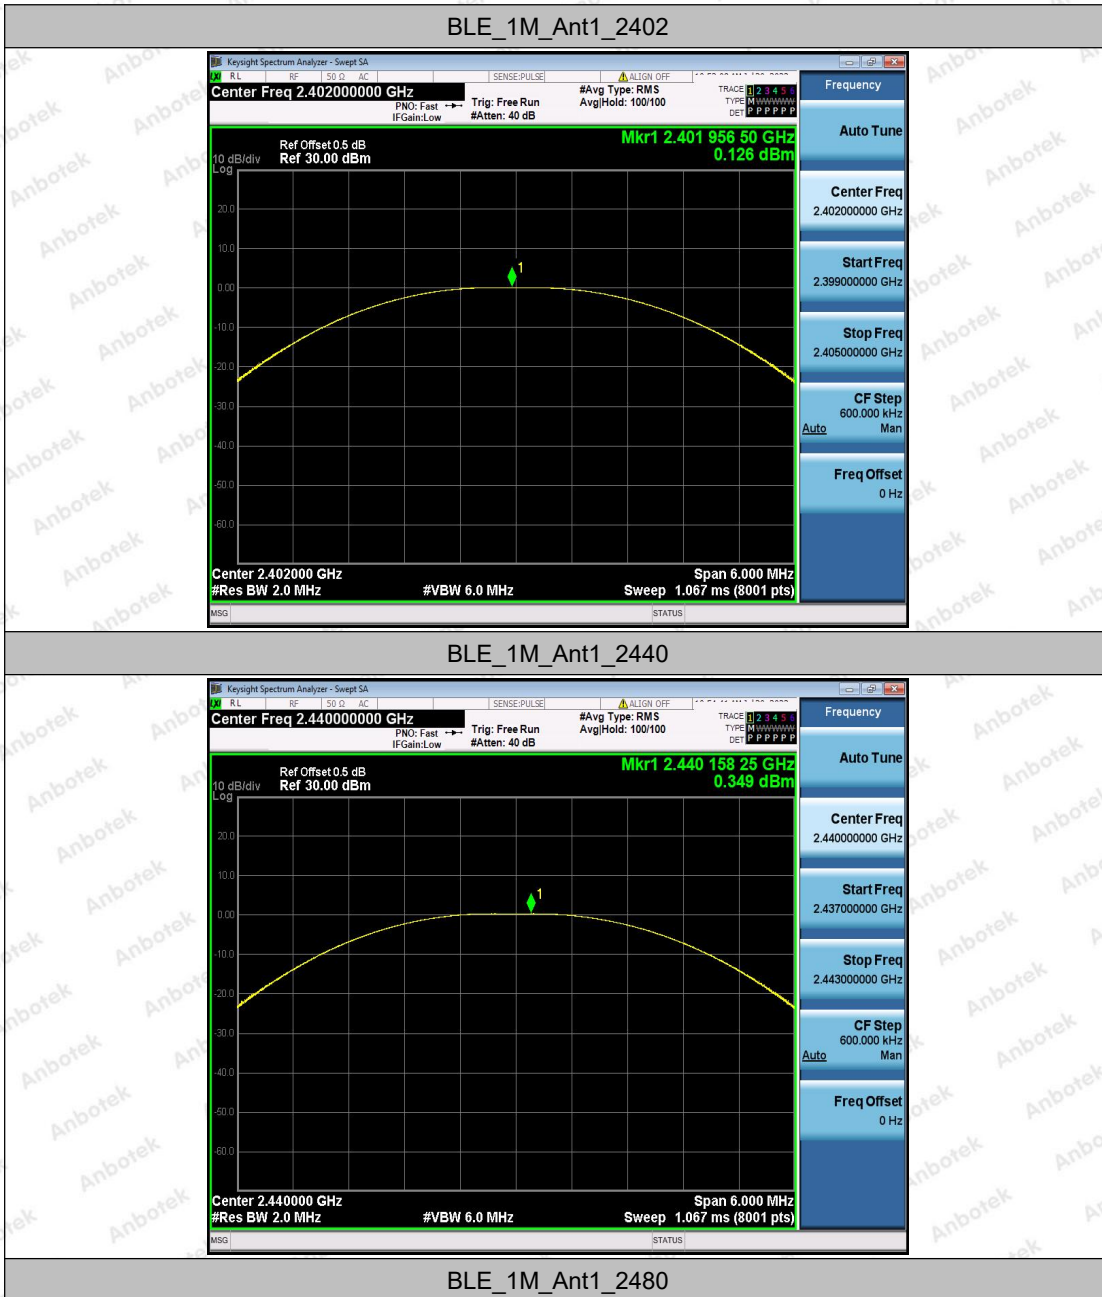 BLE_1M_Ant1_2402
Keysight Spectrum Analyzer - Swept SA
RL RF 50 Ω AC SENSE:PULSE ALIGN OFF
Center Freq 2.402000000 GHz
PNO: Fast
IFGain:Low
Trig: Free Run
#Atten: 40 dB
#Avg Type: RMS
Avg|Hold: 100/100
TRACE 1 2 3 4 5 6
TYPE M WWWWW
DET P P P P P P
Frequency
Auto Tune
Mkr1 2.401 956 50 GHz
0.126 dBm
Ref Offset 0.5 dB
10 dB/div Ref 30.00 dBm
Log
20.0
10.0
0.00
-10.0
-20.0
-30.0
-40.0
-50.0
-60.0
1
Center Freq
2.402000000 GHz
Start Freq
2.399000000 GHz
Stop Freq
2.405000000 GHz
CF Step
600.000 kHz
Auto Man
Freq Offset
0 Hz
Center 2.402000 GHz Span 6.000 MHz
#Res BW 2.0 MHz #VBW 6.0 MHz Sweep 1.067 ms (8001 pts)
MSG STATUS
BLE_1M_Ant1_2440
Keysight Spectrum Analyzer - Swept SA
RL RF 50 Ω AC SENSE:PULSE ALIGN OFF
Center Freq 2.440000000 GHz
PNO: Fast
IFGain:Low
Trig: Free Run
#Atten: 40 dB
#Avg Type: RMS
Avg|Hold: 100/100
TRACE 1 2 3 4 5 6
TYPE M WWWWW
DET P P P P P P
Frequency
Auto Tune
Mkr1 2.440 158 25 GHz
0.349 dBm
Ref Offset 0.5 dB
10 dB/div Ref 30.00 dBm
Log
20.0
10.0
0.00
-10.0
-20.0
-30.0
-40.0
-50.0
-60.0
1
Center Freq
2.440000000 GHz
Start Freq
2.437000000 GHz
Stop Freq
2.443000000 GHz
CF Step
600.000 kHz
Auto Man
Freq Offset
0 Hz
Center 2.440000 GHz Span 6.000 MHz
#Res BW 2.0 MHz #VBW 6.0 MHz Sweep 1.067 ms (8001 pts)
MSG STATUS
BLE_1M_Ant1_2480